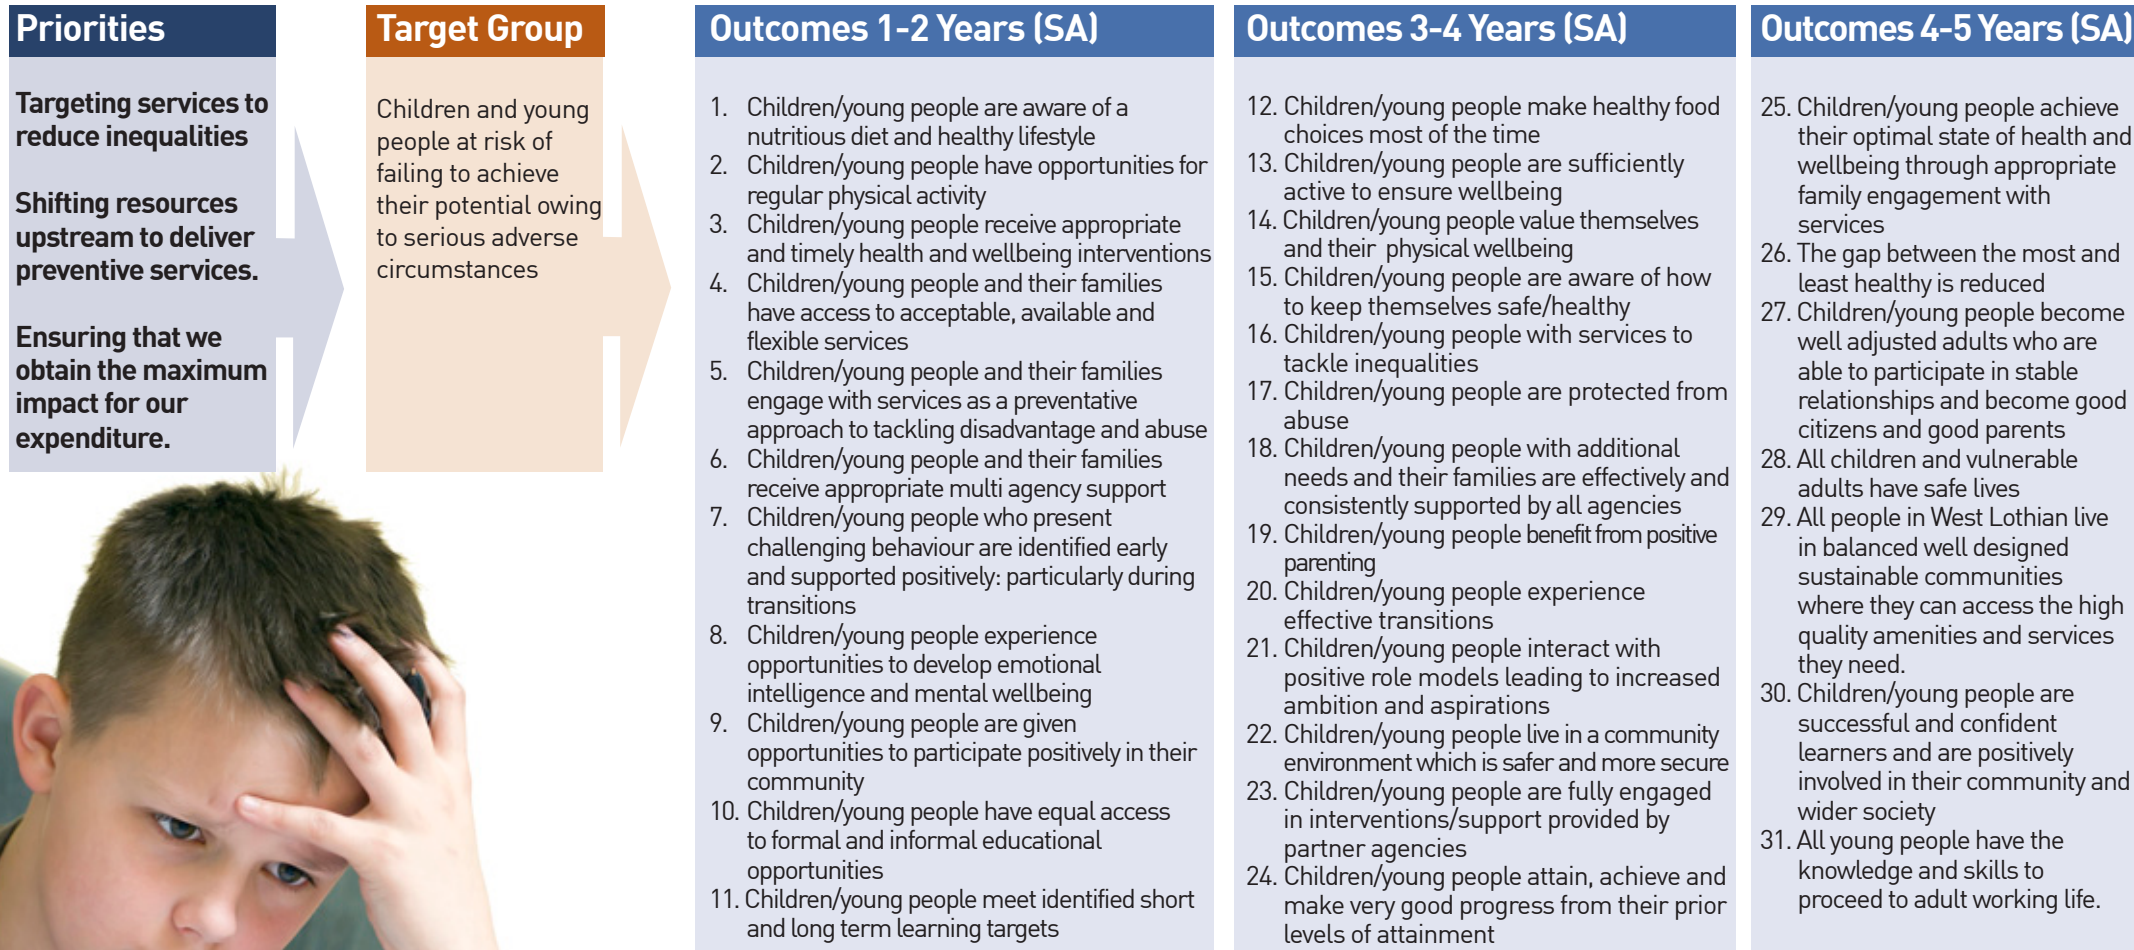 Priorities
Targeting services to
reduce inequalities
Shifting resources
upstream to deliver
preventive services.
Ensuring that we
obtain the maximum
impact for our
expenditure.
Target Group
Children and young
people at risk of
failing to achieve
their potential owing
to serious adverse
circumstances
Outcomes 1-2 Years (SA)
1. Children/young people are aware of a
nutritious diet and healthy lifestyle
2. Children/young people have opportunities for
regular physical activity
3. Children/young people receive appropriate
and timely health and wellbeing interventions
4. Children/young people and their families
have access to acceptable, available and
flexible services
5. Children/young people and their families
engage with services as a preventative
approach to tackling disadvantage and abuse
6. Children/young people and their families
receive appropriate multi agency support
7. Children/young people who present
challenging behaviour are identified early
and supported positively: particularly during
transitions
8. Children/young people experience
opportunities to develop emotional
intelligence and mental wellbeing
9. Children/young people are given
opportunities to participate positively in their
community
10. Children/young people have equal access
to formal and informal educational
opportunities
11. Children/young people meet identified short
and long term learning targets
Outcomes 3-4 Years (SA)
12. Children/young people make healthy food
choices most of the time
13. Children/young people are sufficiently
active to ensure wellbeing
14. Children/young people value themselves
and their physical wellbeing
15. Children/young people are aware of how
to keep themselves safe/healthy
16. Children/young people with services to
tackle inequalities
17. Children/young people are protected from
abuse
18. Children/young people with additional
needs and their families are effectively and
consistently supported by all agencies
19. Children/young people benefit from positive
parenting
20. Children/young people experience
effective transitions
21. Children/young people interact with
positive role models leading to increased
ambition and aspirations
22. Children/young people live in a community
environment which is safer and more secure
23. Children/young people are fully engaged
in interventions/support provided by
partner agencies
24. Children/young people attain, achieve and
make very good progress from their prior
levels of attainment
Outcomes 4-5 Years (SA)
25. Children/young people achieve
their optimal state of health and
wellbeing through appropriate
family engagement with
services
26. The gap between the most and
least healthy is reduced
27. Children/young people become
well adjusted adults who are
able to participate in stable
relationships and become good
citizens and good parents
28. All children and vulnerable
adults have safe lives
29. All people in West Lothian live
in balanced well designed
sustainable communities
where they can access the high
quality amenities and services
they need.
30. Children/young people are
successful and confident
learners and are positively
involved in their community and
wider society
31. All young people have the
knowledge and skills to
proceed to adult working life.